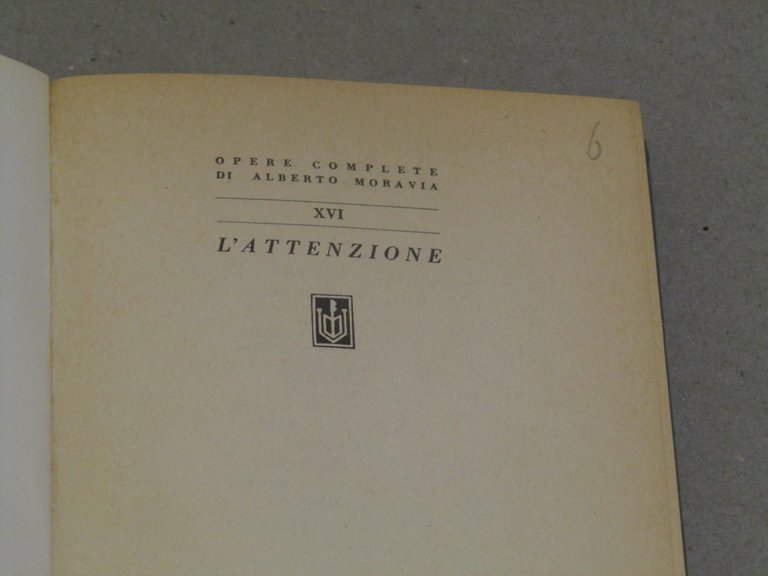 6
OPERE COMPLETE
DI ALBERTO MORAVIA
XVI
L'ATTENZIONE